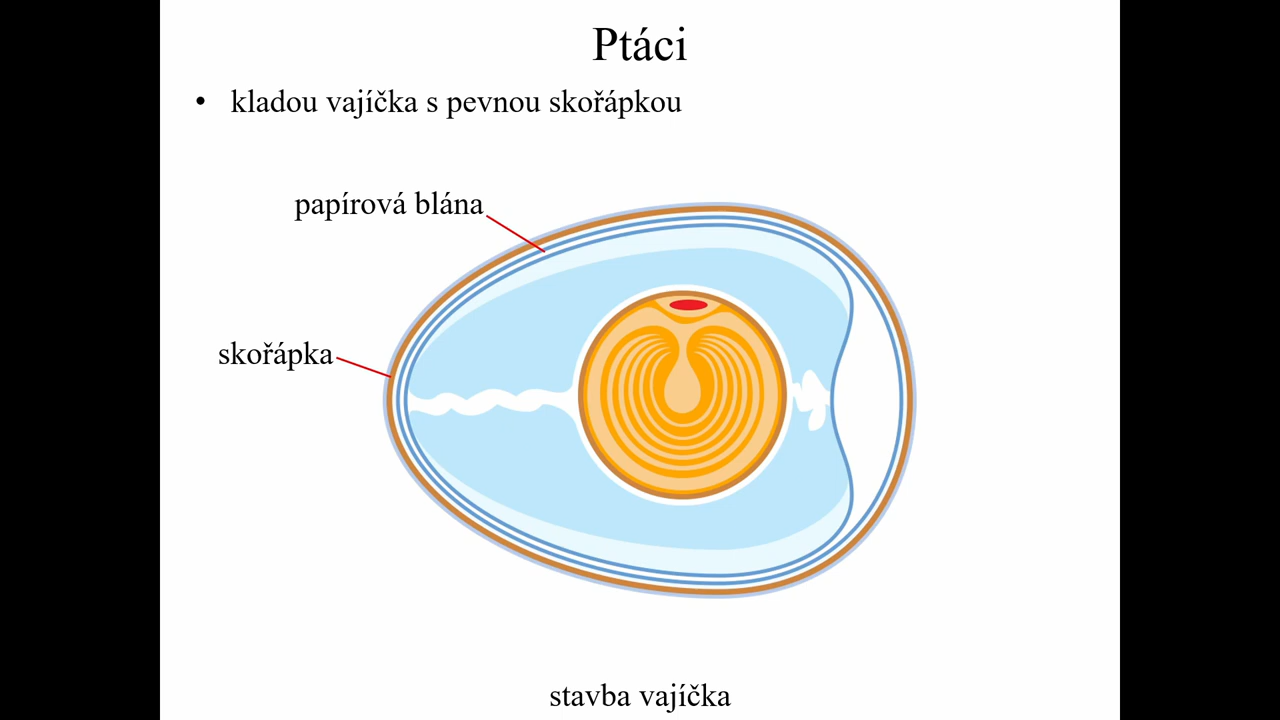 Ptáci
• kladou vajíčka s pevnou skořápkou
papírová blána
skořápka
stavba vajíčka